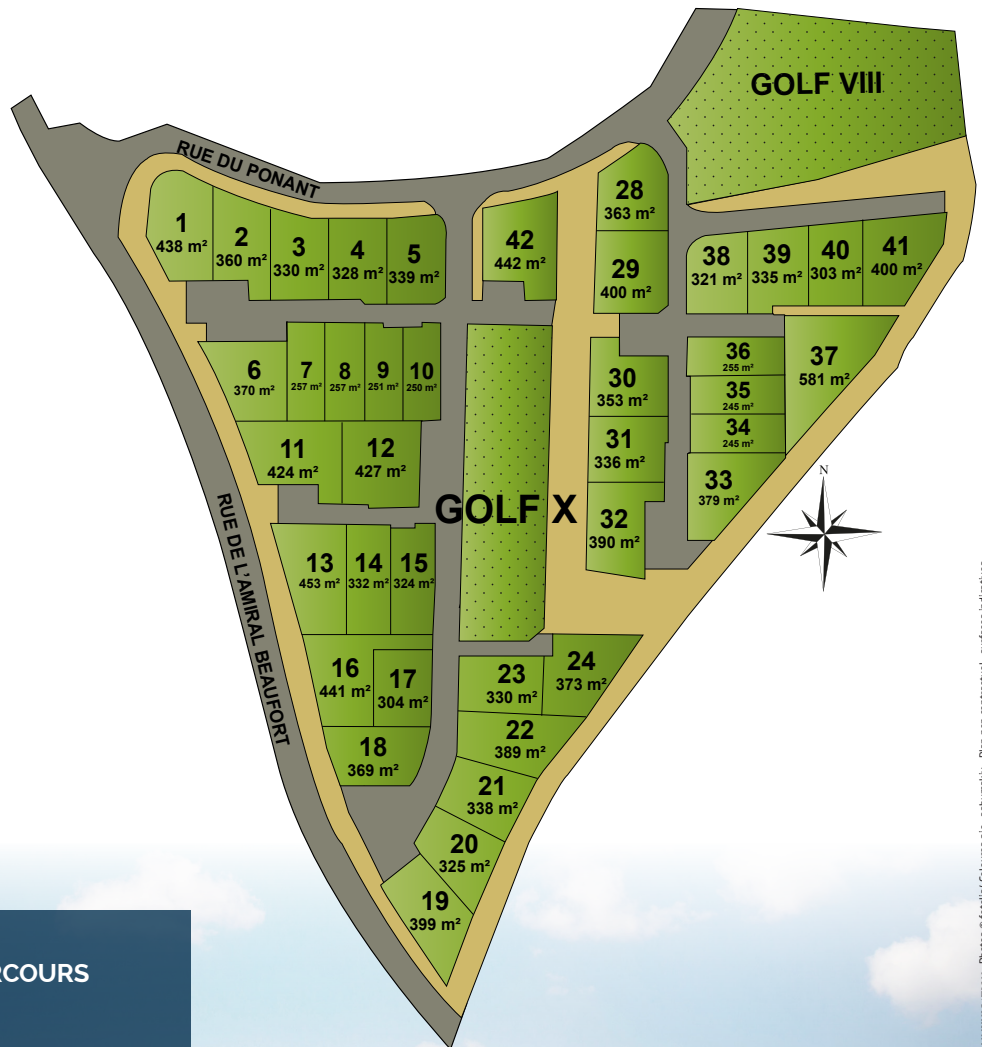 GOLF VIII
RUE DU PONANT
1
438 m²
2
360 m²
3
330 m²
4
328 m²
5
339 m²
42
442 m²
28
363 m²
29
400 m²
38
321 m²
39
335 m²
40
303 m²
41
400 m²
6
370 m²
7
257 m²
8
257 m²
9
251 m²
10
250 m²
30
353 m²
36
255 m²
35
245 m²
34
245 m²
37
581 m²
11
424 m²
12
427 m²
31
336 m²
33
379 m²
N
GOLF X
32
390 m²
RUE DE L'AMIRAL BEAUFORT
13
453 m²
14
332 m²
15
324 m²
16
441 m²
17
304 m²
18
369 m²
23
330 m²
24
373 m²
22
389 m²
21
338 m²
20
325 m²
19
399 m²
RCOURS